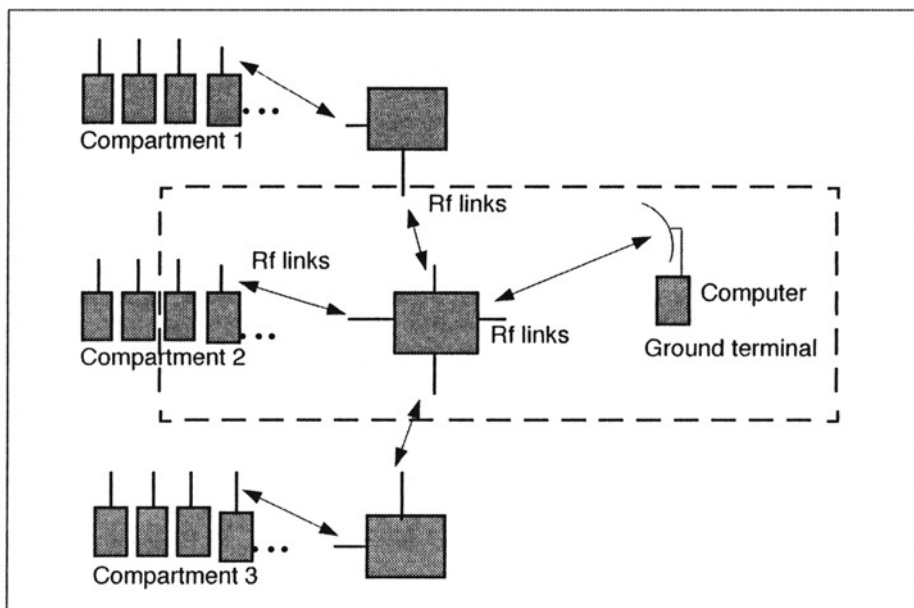 Compartment 1
Rf links
Rf links
Compartment 2
Rf links
Computer
Ground terminal
Compartment 3